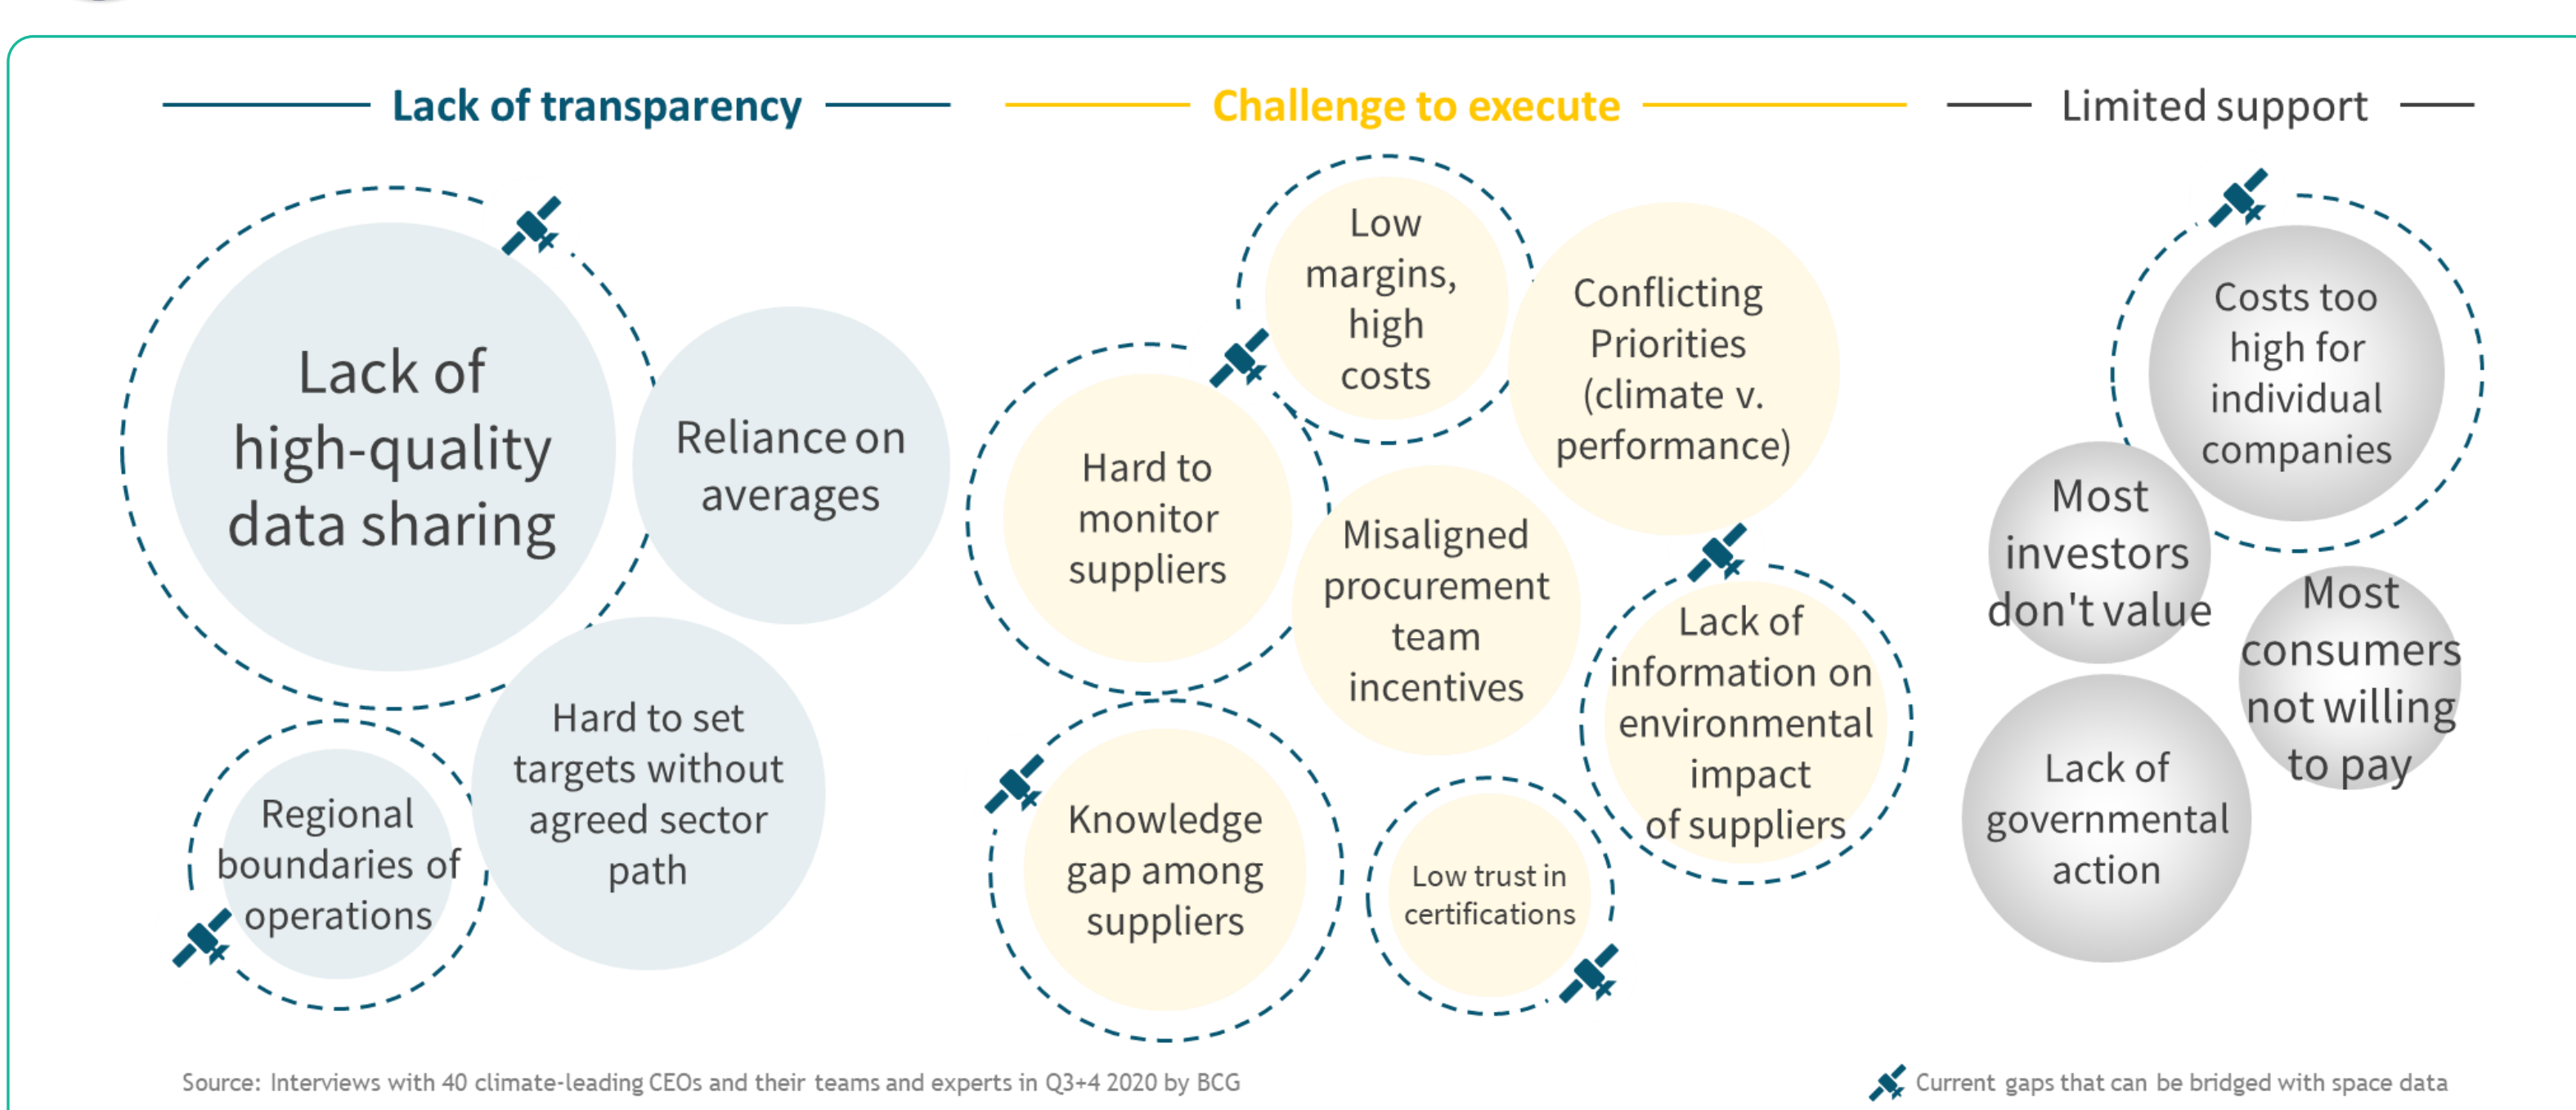 Lack of transparency
Challenge to execute
Limited support
Lack of
high-quality
data sharing
Reliance on
averages
Regional
boundaries of
operations
Hard to set
targets without
agreed sector
path
Low
margins,
high
costs
Conflicting
Priorities
(climate v.
performance)
Hard to
monitor
suppliers
Misaligned
procurement
team
incentives
Lack of
information on
environmental
impact
of suppliers
Knowledge
gap among
suppliers
Low trust in
certifications
Costs too
high for
individual
companies
Most
investors
don't value
Most
consumers
not willing
to pay
Lack of
governmental
action
Source: Interviews with 40 climate-leading CEOs and their teams and experts in Q3+4 2020 by BCG
Current gaps that can be bridged with space data